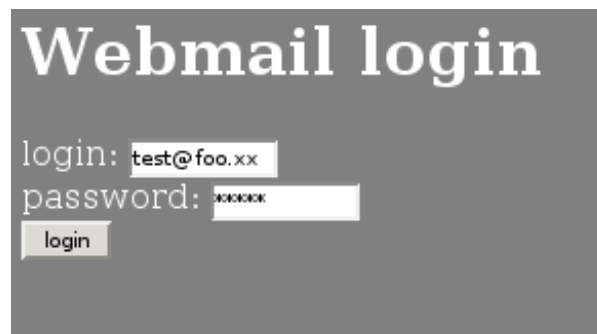 Webmail login
login: test@foo.xx
password: *****
login